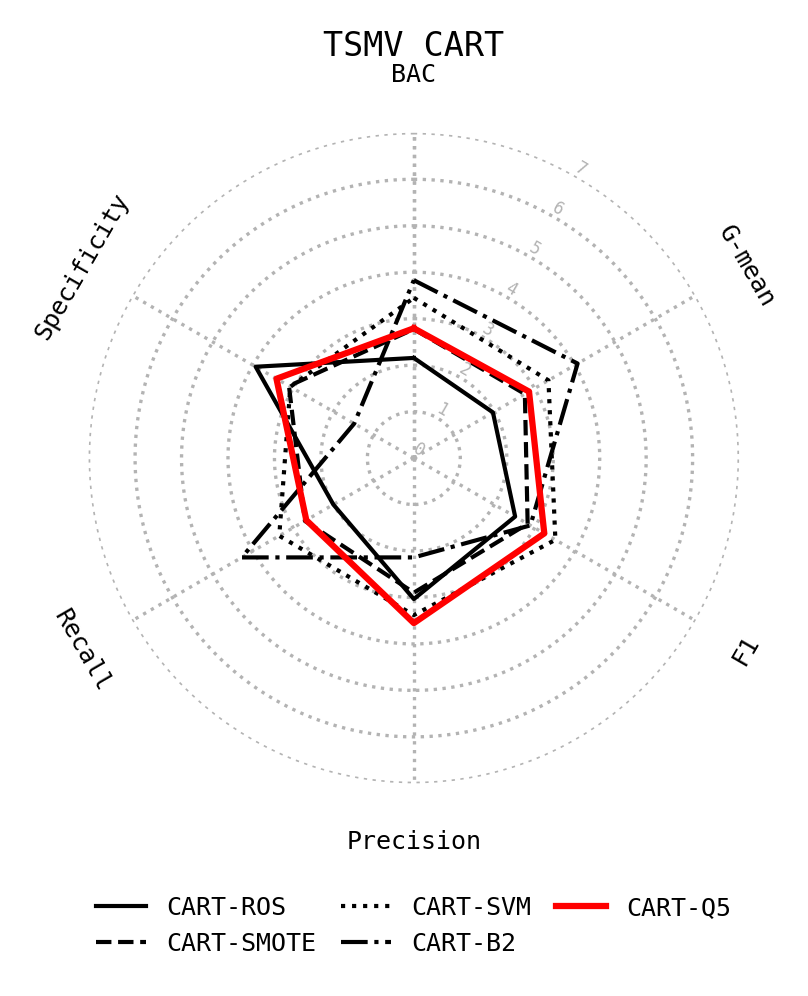 TSMV CART
BAC
G-mean
Specificity
7
6
5
4
3
2
1
0
Recall
F1
Precision
CART-ROS
CART-SVM
CART-Q5
CART-SMOTE
CART-B2